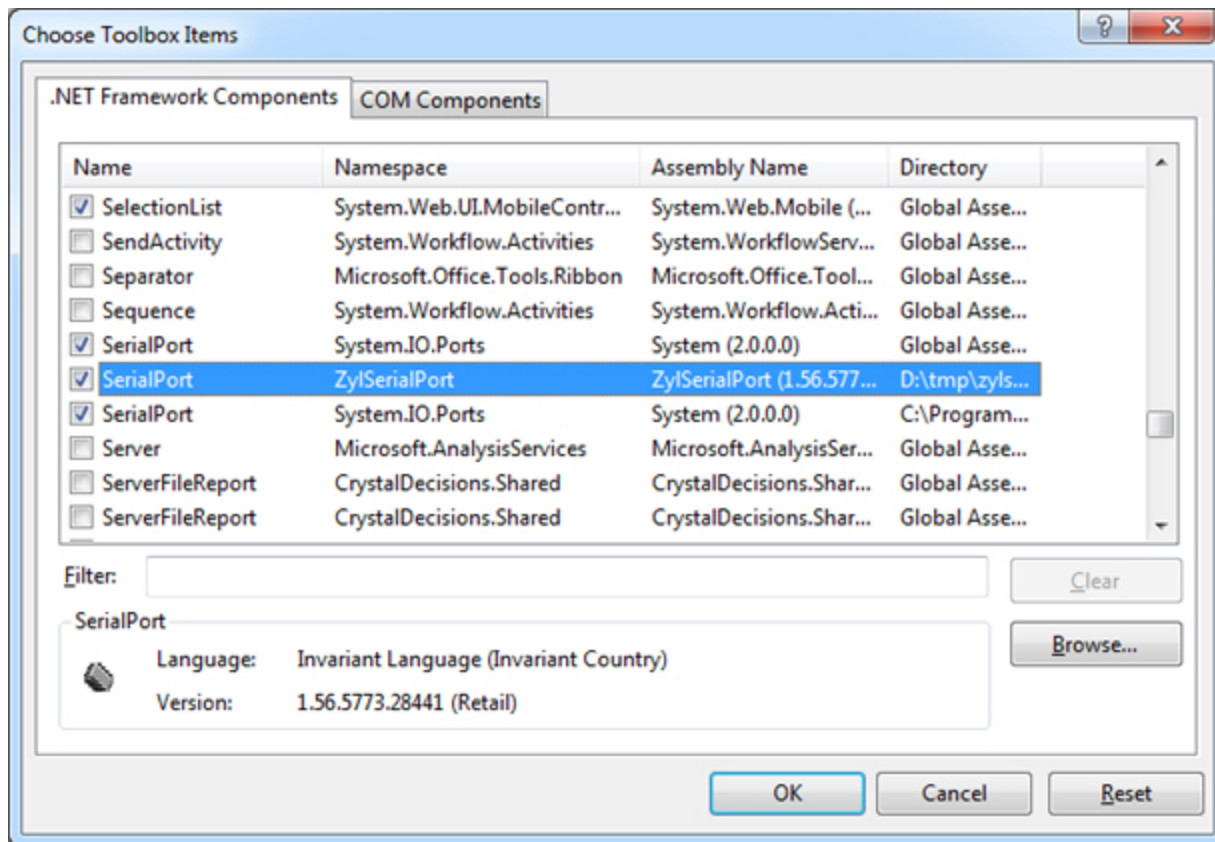 Choose Toolbox Items
.NET Framework Components COM Components
Name Namespace Assembly Name Directory
SelectionList System.Web.UI.MobileContr... System.Web.Mobile (... Global Asse...
SendActivity System.Workflow.Activities System.WorkflowServ... Global Asse...
Separator Microsoft.Office.Tools.Ribbon Microsoft.Office.Tool... Global Asse...
Sequence System.Workflow.Activities System.Workflow.Acti... Global Asse...
SerialPort System.IO.Ports System (2.0.0.0) Global Asse...
SerialPort ZylSerialPort ZylSerialPort (1.56.577... D:\tmp\zyls...
SerialPort System.IO.Ports System (2.0.0.0) C:\Program...
Server Microsoft.AnalysisServices Microsoft.AnalysisSer... Global Asse...
ServerFileReport CrystalDecisions.Shared CrystalDecisions.Shar... Global Asse...
ServerFileReport CrystalDecisions.Shared CrystalDecisions.Shar... Global Asse...
Filter: Clear
SerialPort
Browse...
Language: Invariant Language (Invariant Country)
Version: 1.56.5773.28441 (Retail)
OK Cancel Reset